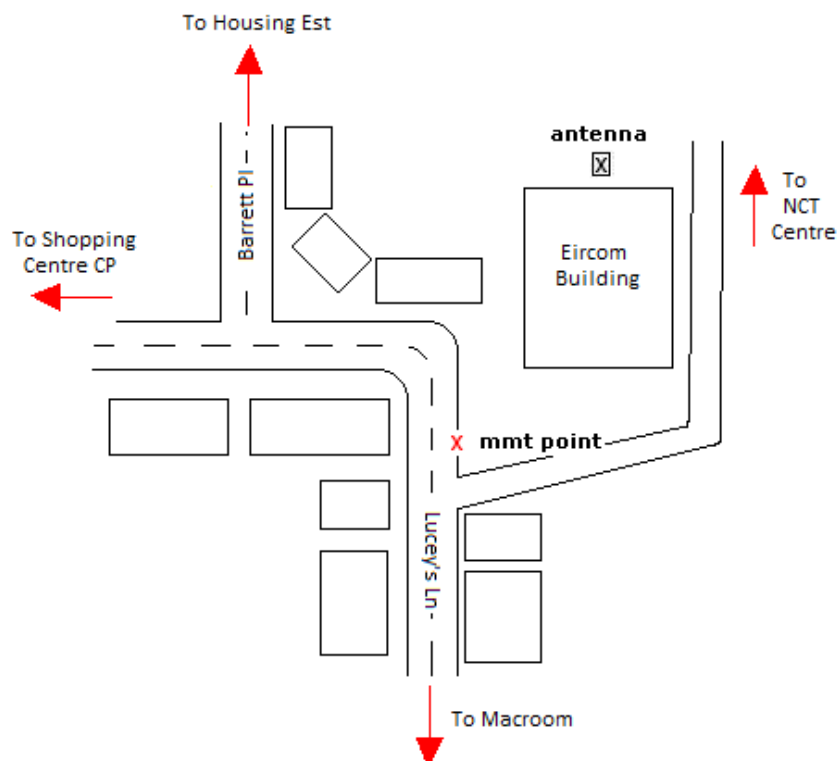 To Housing Est
antenna
X
Barrett Pl
To
NCT
Centre
To Shopping
Centre CP
Eircom
Building
X mmt point
Lucey's Ln
To Macroom